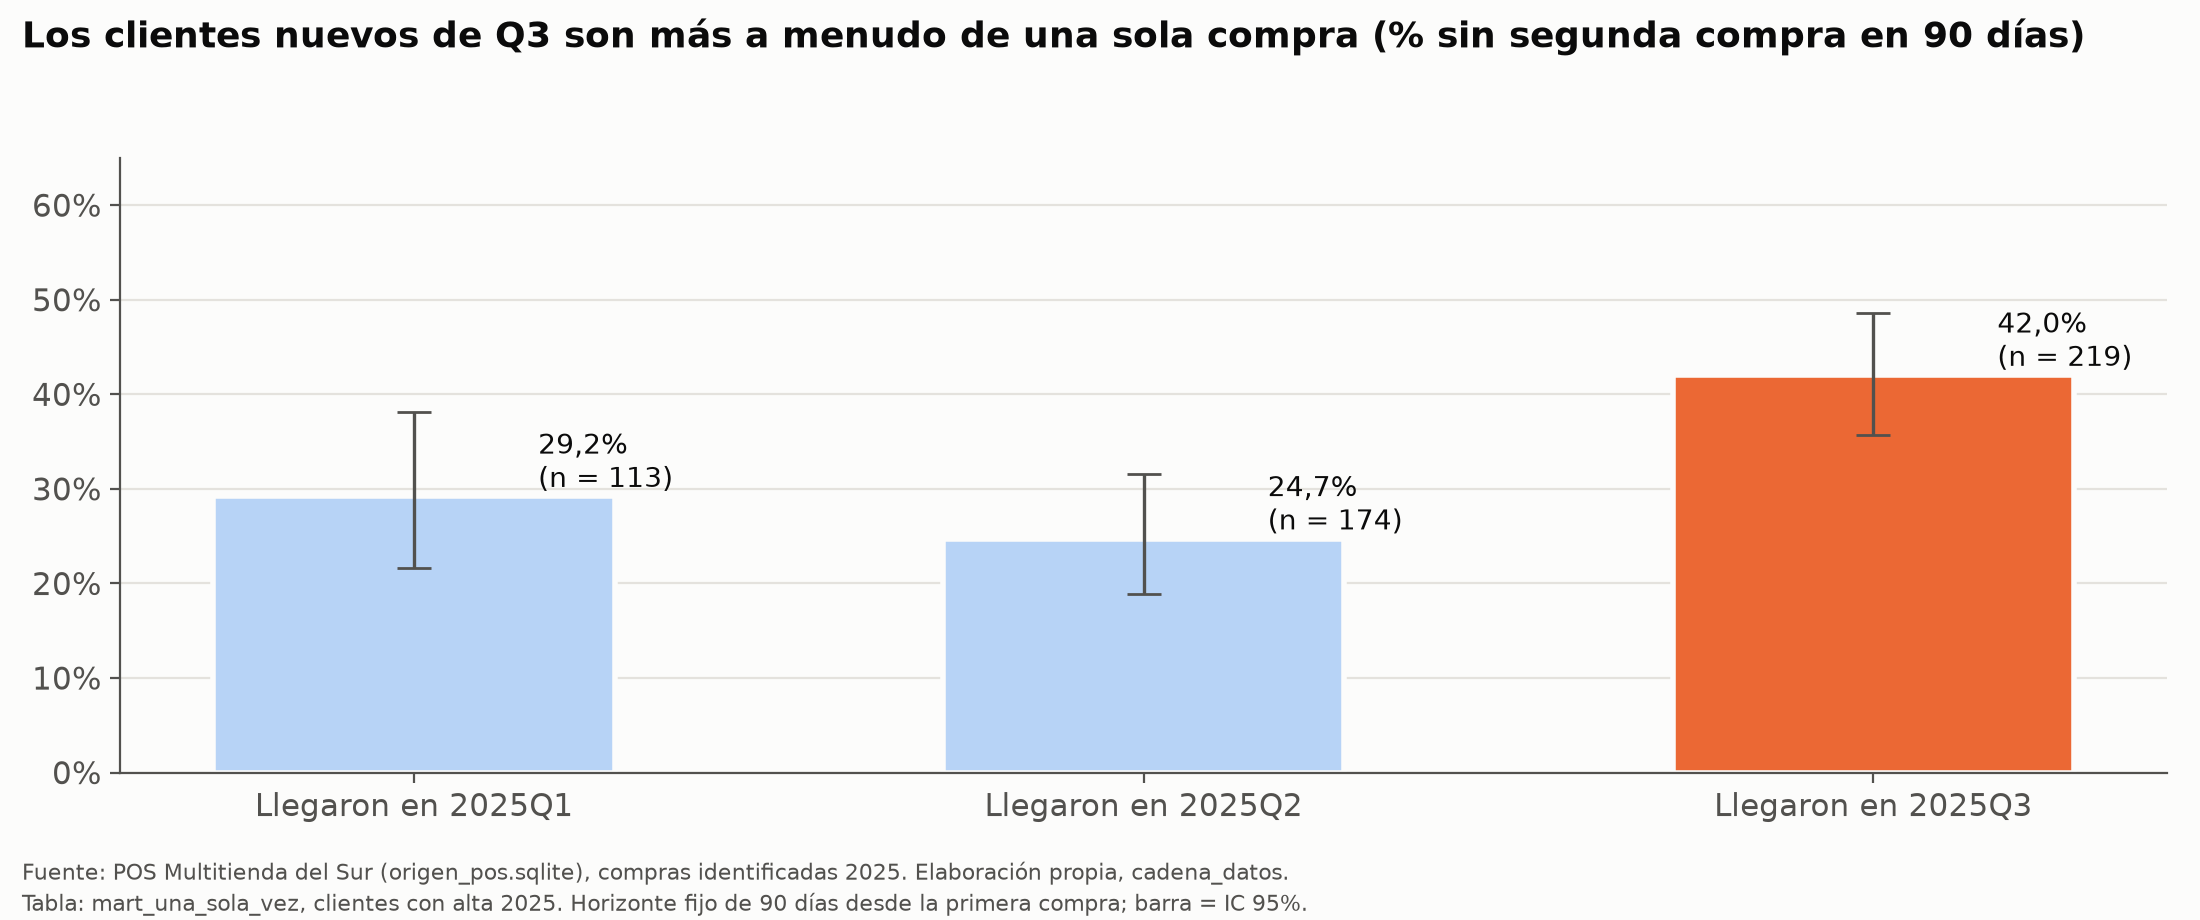 Los clientes nuevos de Q3 son más a menudo de una sola compra (% sin segunda compra en 90 días)
60%
50%
40%
30%
20%
10%
0%
29,2%
(n = 113)
24,7%
(n = 174)
42,0%
(n = 219)
Llegaron en 2025Q1
Llegaron en 2025Q2
Llegaron en 2025Q3
Fuente: POS Multitienda del Sur (origen_pos.sqlite), compras identificadas 2025. Elaboración propia, cadena_datos.
Tabla: mart_una_sola_vez, clientes con alta 2025. Horizonte fijo de 90 días desde la primera compra; barra = IC 95%.